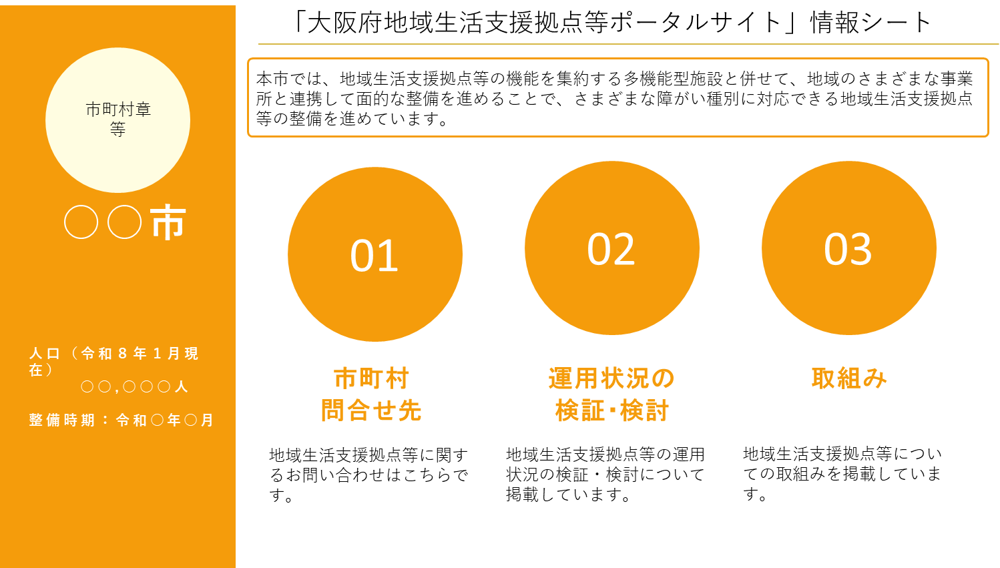 「大阪府地域生活支援拠点等ポータルサイト」情報シート
市町村章
等
〇〇市
人口（令和８年１月現
在）
〇〇,〇〇〇人
整備時期：令和〇年〇月
本市では、地域生活支援拠点等の機能を集約する多機能型施設と併せて、地域のさまざまな事業
所と連携して面的な整備を進めることで、さまざまな障がい種別に対応できる地域生活支援拠点
等の整備を進めています。
01
市町村
問合せ先
地域生活支援拠点等に関す
るお問い合わせはこちらで
す。
02
運用状況の
検証・検討
地域生活支援拠点等の運用
状況の検証・検討について
掲載しています。
03
取組み
地域生活支援拠点等につい
ての取組みを掲載していま
す。